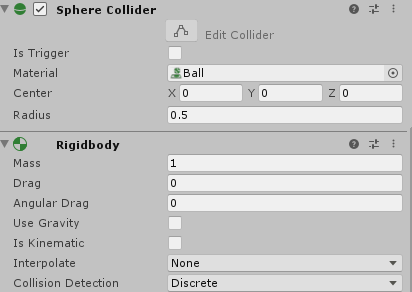 Sphere Collider
Edit Collider
Is Trigger
Material Ball
Center X 0 Y 0 Z 0
Radius 0.5
Rigidbody
Mass 1
Drag 0
Angular Drag 0
Use Gravity
Is Kinematic
Interpolate None
Collision Detection Discrete